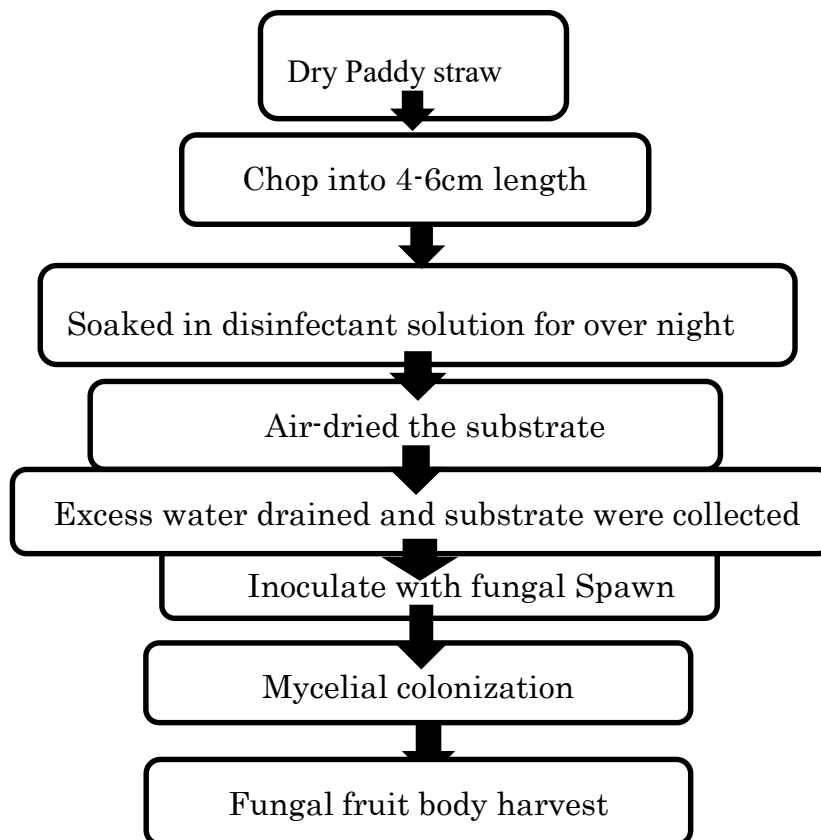 Dry Paddy straw
Chop into 4-6cm length
Soaked in disinfectant solution for over night
Air-dried the substrate
Excess water drained and substrate were collected
Inoculate with fungal Spawn
Mycelial colonization
Fungal fruit body harvest